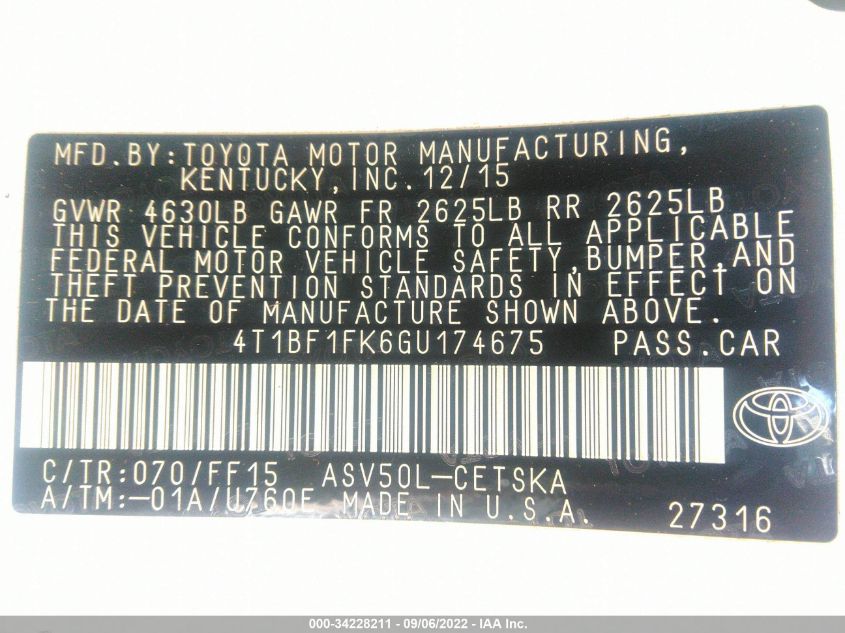 MFD.BY:TOYOTA MOTOR MANUFACTURING,
KENTUCKY,INC.12/15
GVWR 4630LB GAWR FR 2625LB RR 2625LB
THIS VEHICLE CONFORMS TO ALL APPLICABLE
FEDERAL MOTOR VEHICLE SAFETY,BUMPER,AND
THEFT PREVENTION STANDARDS IN EFFECT ON
THE DATE OF MANUFACTURE SHOWN ABOVE.
4T1BF1FK6GU174675 PASS.CAR
C/TR:070/FF15 ASV50L-CETSKA
A/TM:-01A/U760E MADE IN U.S.A. 27316
000-34228211 - 09/06/2022 - IAA Inc.